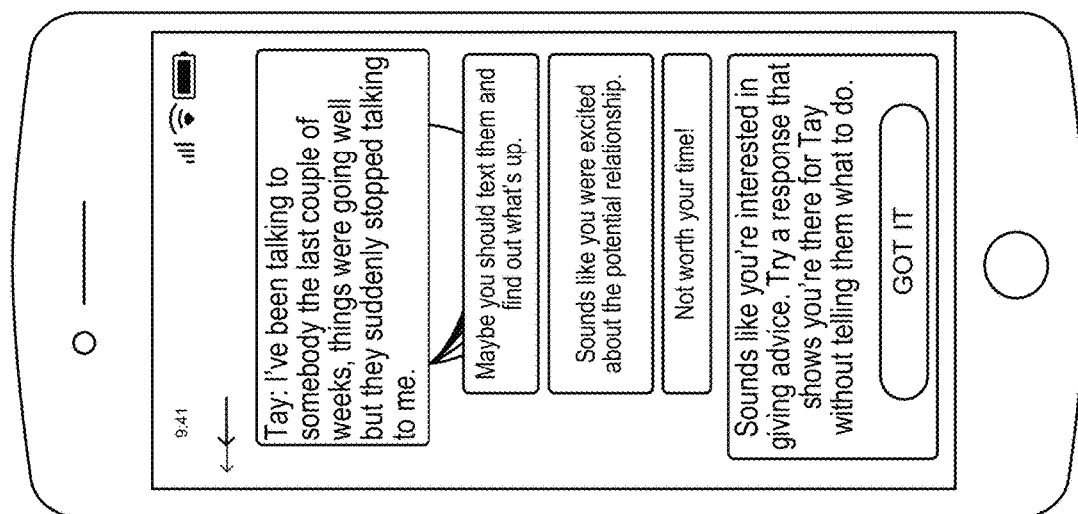 9:41
Tay: I've been talking to
somebody the last couple of
weeks, things were going well
but they suddenly stopped talking
to me.
Maybe you should text them and
find out what's up.
Sounds like you were excited
about the potential relationship.
Not worth your time!
Sounds like you're interested in
giving advice. Try a response that
shows you're there for Tay
without telling them what to do.
GOT IT